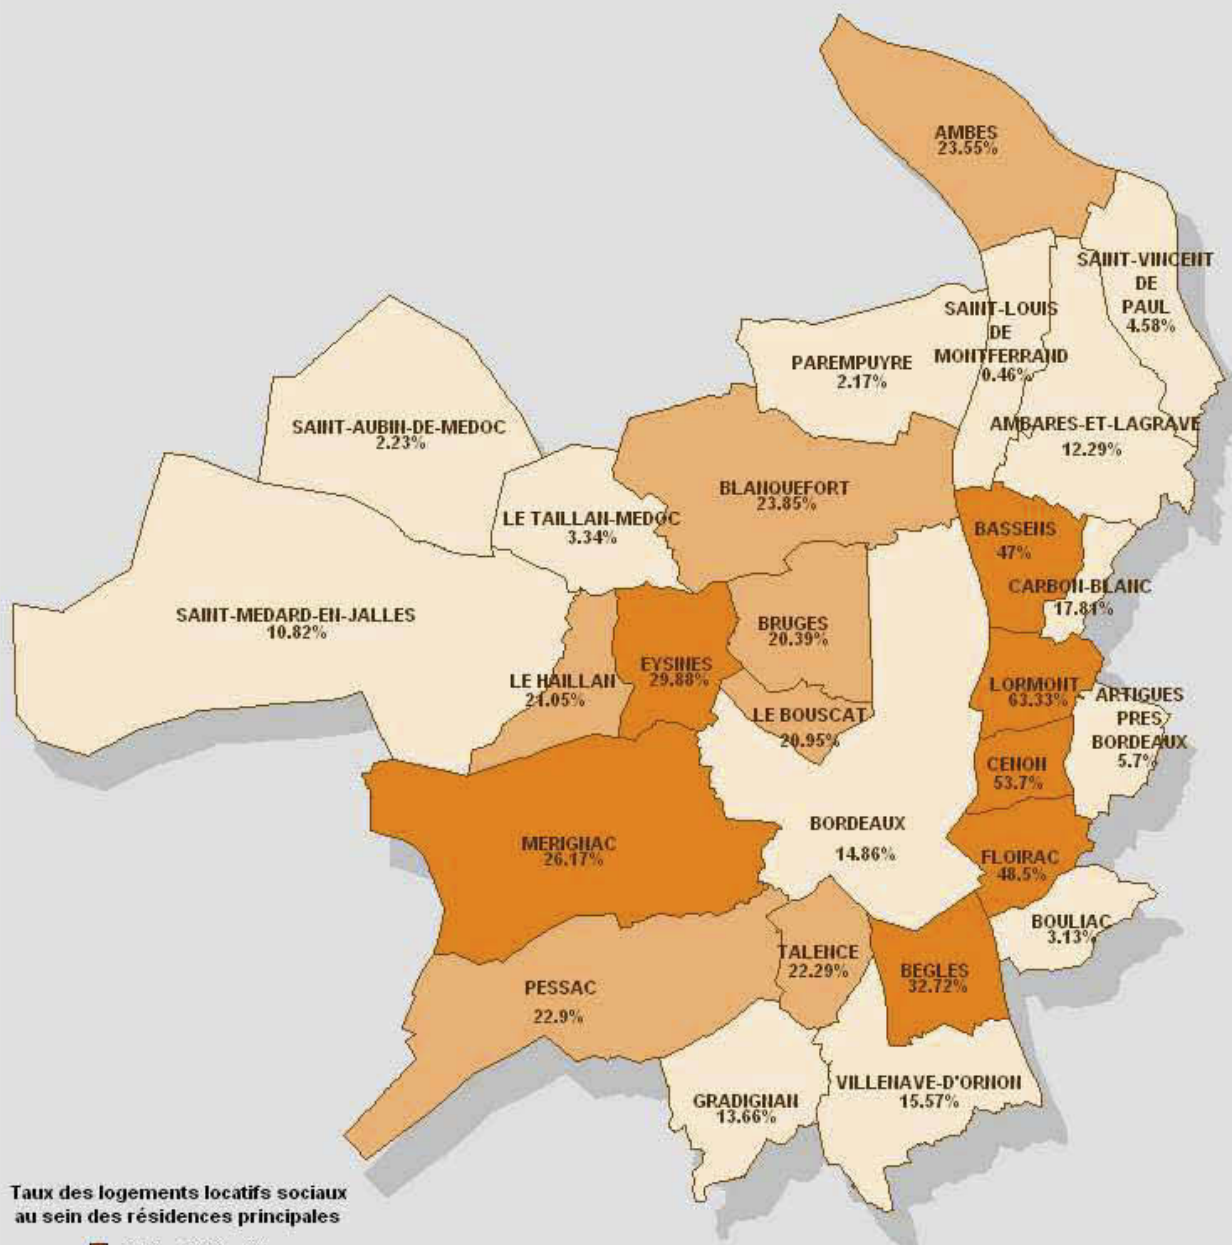 AMBES
23.55%
SAINT-VINCENT
DE
PAUL
4.58%
SAINT-LOUIS
DE
MONTFERRAND
0.46%
PAREMPUYRE
2.17%
AMBARES-ET-LAGRAVE
12.29%
SAINT-AUBIN-DE-MEDOC
2.23%
BLANQUEFORT
23.85%
LE TAILLAN-MEDOC
3.34%
BASSENS
47%
CARBON-BLANC
17.81%
SAINT-MEDARD-EN-JALLES
10.82%
BRUGES
20.39%
EYSINES
29.88%
LE HAILLAN
21.05%
LORMONT
63.33%
ARTIGUES
PRES
BORDEAUX
5.7%
LE BOUSCAT
20.95%
CENON
53.7%
BORDEAUX
14.86%
MERIGNAC
26.17%
FLOIRAC
48.5%
BOULIAC
3.13%
TALENCE
22.29%
BEGLES
32.72%
PESSAC
22.9%
VILLENAVE-D'ORNON
15.57%
GRADIGNAN
13.66%
Taux des logements locatifs sociaux
au sein des résidences principales